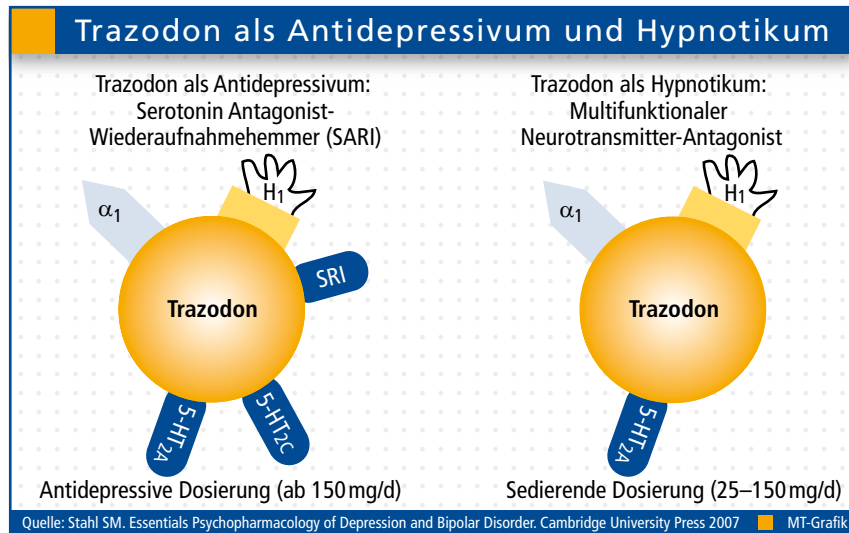 Trazodon als Antidepressivum und Hypnotikum
Trazodon als Antidepressivum:
Serotonin Antagonist-
Wiederaufnahmehemmer (SARI)
α1
H1
SRI
Trazodon
5-HT2A
5-HT2C
Antidepressive Dosierung (ab 150 mg/d)
Trazodon als Hypnotikum:
Multifunktionaler
Neurotransmitter-Antagonist
α1
H1
Trazodon
5-HT2A
Sedierende Dosierung (25–150 mg/d)
Quelle: Stahl SM. Essentials Psychopharmacology of Depression and Bipolar Disorder. Cambridge University Press 2007 MT-Grafik